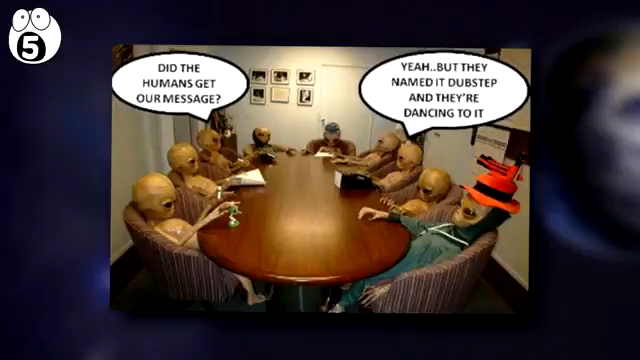 5
DID THE
HUMANS GET
OUR MESSAGE?
YEAH..BUT THEY
NAMED IT DUBSTEP
AND THEY'RE
DANCING TO IT